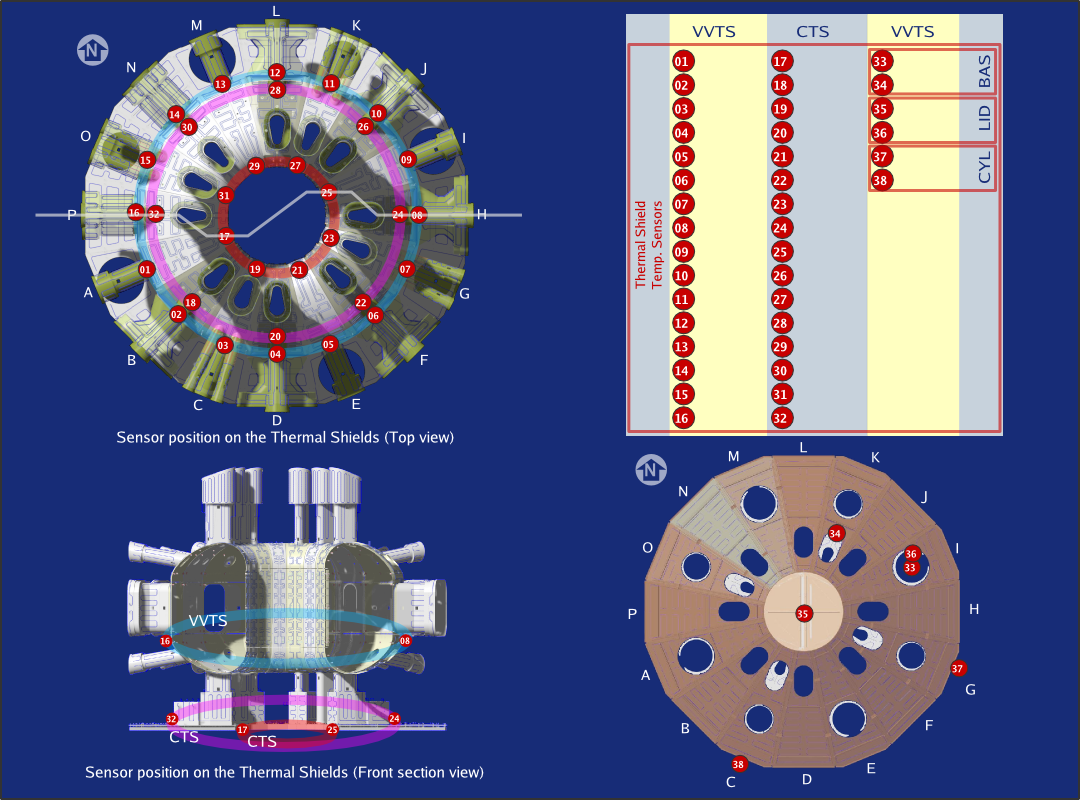 L
M
K
N
N
J
O
I
P
H
A
G
B
F
C
E
D
12
13
11
28
14
10
30
26
15
09
29
27
31
25
16
32
24
08
17
23
01
19
21
07
18
22
02
06
20
03
05
04
Sensor position on the Thermal Shields (Top view)
VVTS
CTS
VVTS
Thermal Shield
Temp. Sensors
01 17 33
02 18 34
BAS
03 19 35
04 20 36
LID
05 21 37
06 22 38
CYL
07 23
08 24
09 25
10 26
11 27
12 28
13 29
14 30
15 31
16 32
VVTS
16
08
32
24
17
25
CTS
CTS
Sensor position on the Thermal Shields (Front section view)
N
L
M
K
N
J
O
I
P
H
A
G
B
F
C
E
D
34
36
33
35
37
38